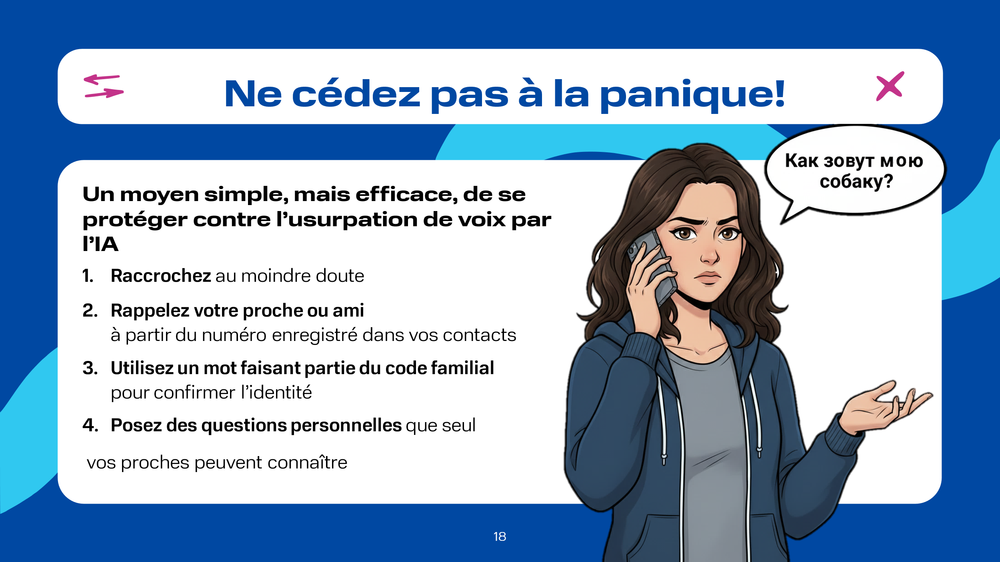 Ne cédez pas à la panique!
Как зовут мою
собаку?
Un moyen simple, mais efficace, de se
protéger contre l’usurpation de voix par
l’IA
1. Raccrochez au moindre doute
2. Rappelez votre proche ou ami
à partir du numéro enregistré dans vos contacts
3. Utilisez un mot faisant partie du code familial
pour confirmer l’identité
4. Posez des questions personnelles que seul
vos proches peuvent connaître
18